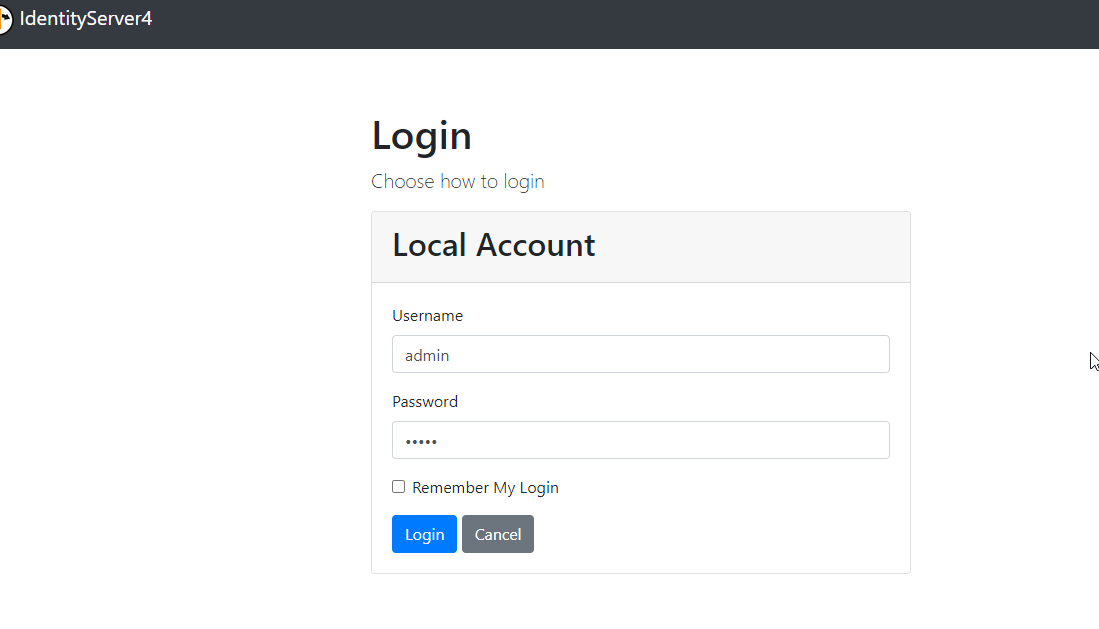 IdentityServer4
Login
Choose how to login
Local Account
Username
admin
Password
•••••
Remember My Login
Login Cancel